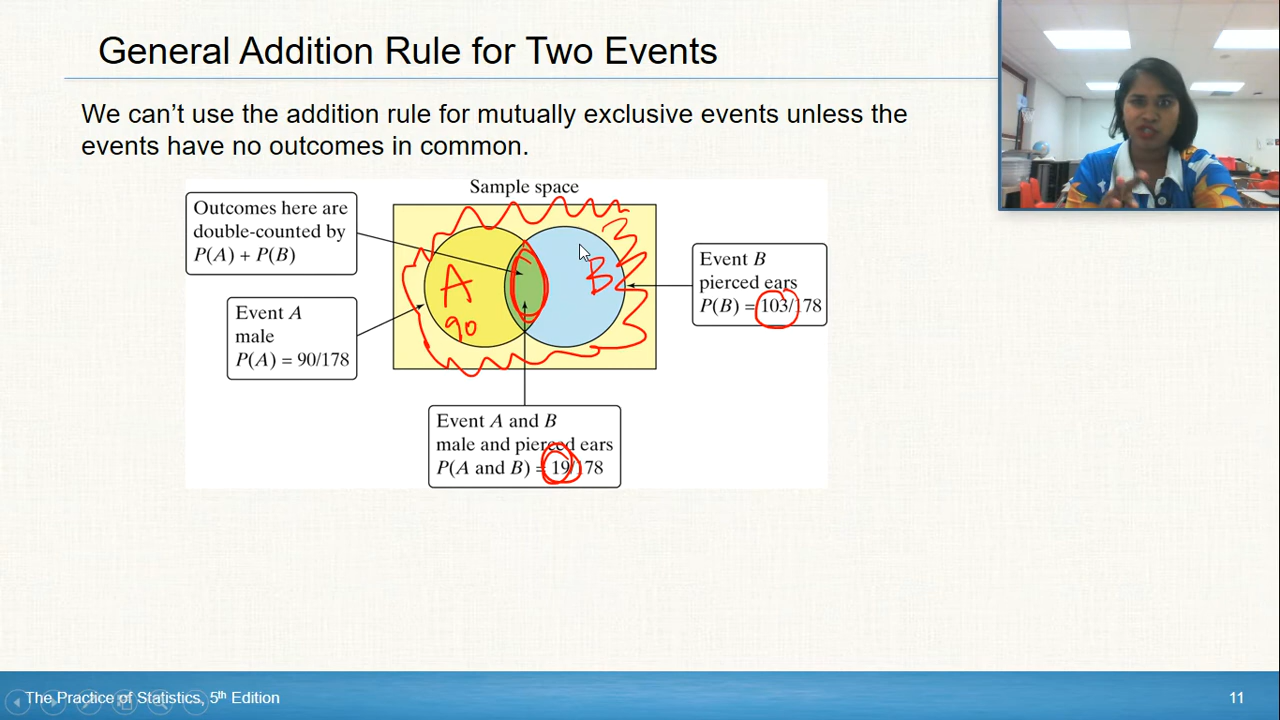 General Addition Rule for Two Events
We can't use the addition rule for mutually exclusive events unless the
events have no outcomes in common.
Sample space
Outcomes here are
double-counted by
P(A) + P(B)
Event A
male
P(A) = 90/178
A
90
B
Event B
pierced ears
P(B) = 103/178
Event A and B
male and pierced ears
P(A and B) = 19/178
The Practice of Statistics, 5th Edition
11